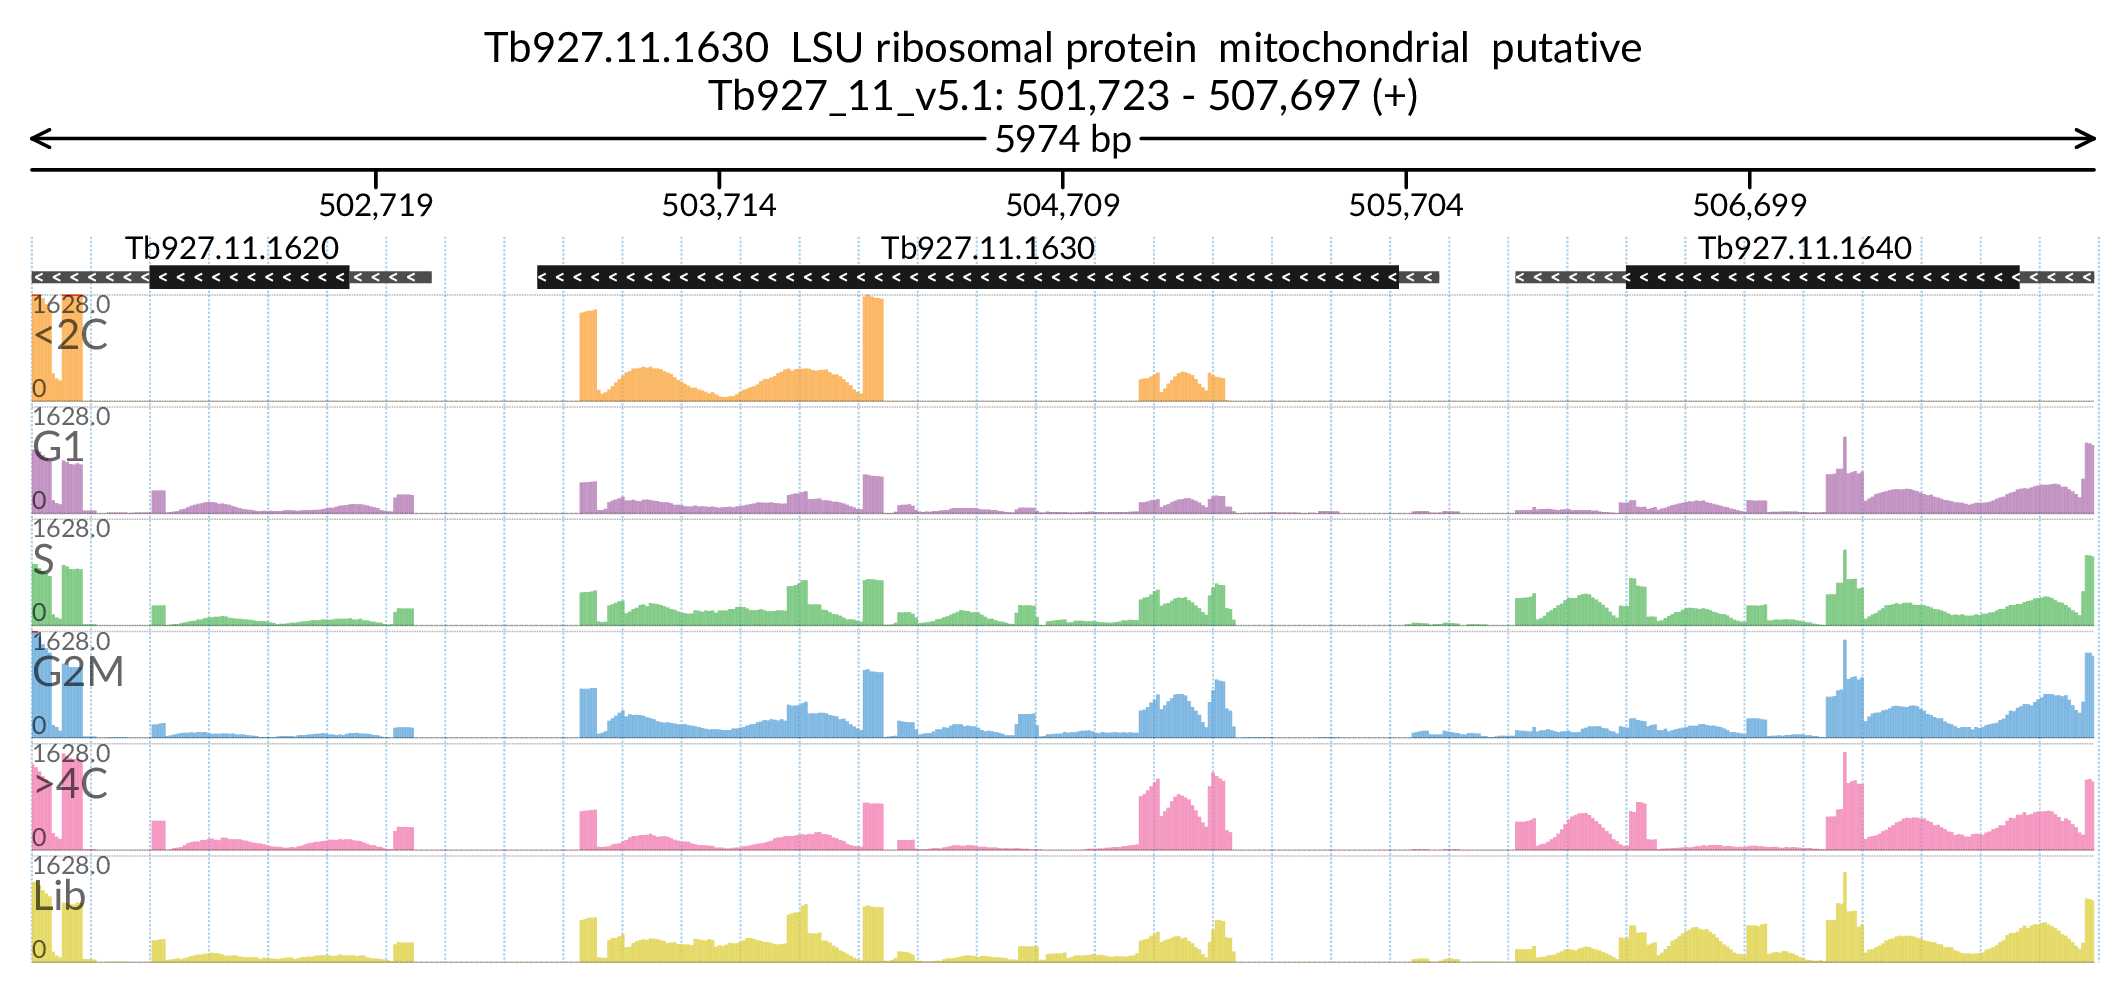 Tb927.11.1630 LSU ribosomal protein mitochondrial putative
Tb927_11_v5.1: 501,723 - 507,697 (+)
5974 bp
502,719 503,714 504,709 505,704 506,699
Tb927.11.1620 Tb927.11.1630 Tb927.11.1640
1628.0
<2C
0
1628.0
G1
0
1628.0
S
0
1628.0
G2M
0
1628.0
>4C
0
1628.0
Lib
0